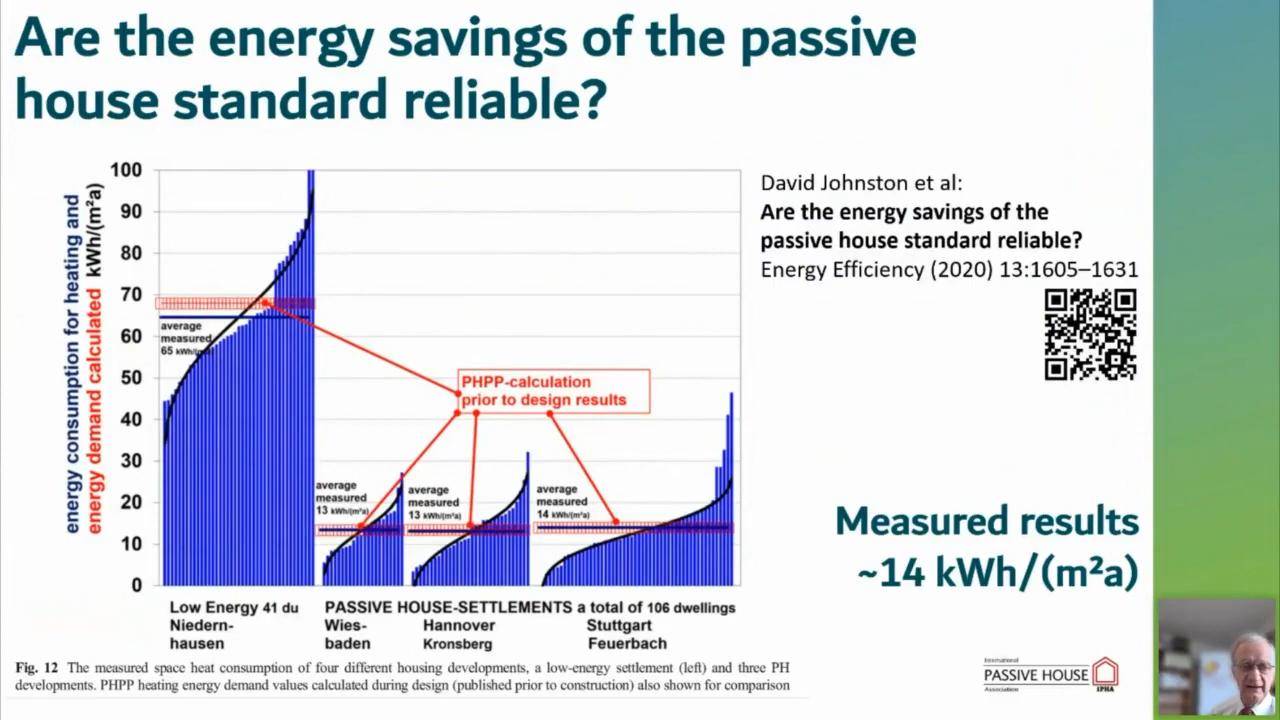 Are the energy savings of the passive
house standard reliable?
energy consumption for heating and
energy demand calculated kWh/(m²a)
100
90
80
70
60
50
40
30
20
10
0
average
measured
65 kWh/(m²a)
PHPP-calculation
prior to design results
average
measured
13 kWh/(m²a)
average
measured
13 kWh/(m²a)
average
measured
14 kWh/(m²a)
Low Energy 41 du
Niedern-
hausen
PASSIVE HOUSE-SETTLEMENTS a total of 106 dwellings
Wies-
baden
Hannover
Kronsberg
Stuttgart
Feuerbach
Fig. 12 The measured space heat consumption of four different housing developments, a low-energy settlement (left) and three PH
developments. PHPP heating energy demand values calculated during design (published prior to construction) also shown for comparison
David Johnston et al:
Are the energy savings of the
passive house standard reliable?
Energy Efficiency (2020) 13:1605–1631
Measured results
~14 kWh/(m²a)
International
PASSIVE HOUSE
Association
iPHA